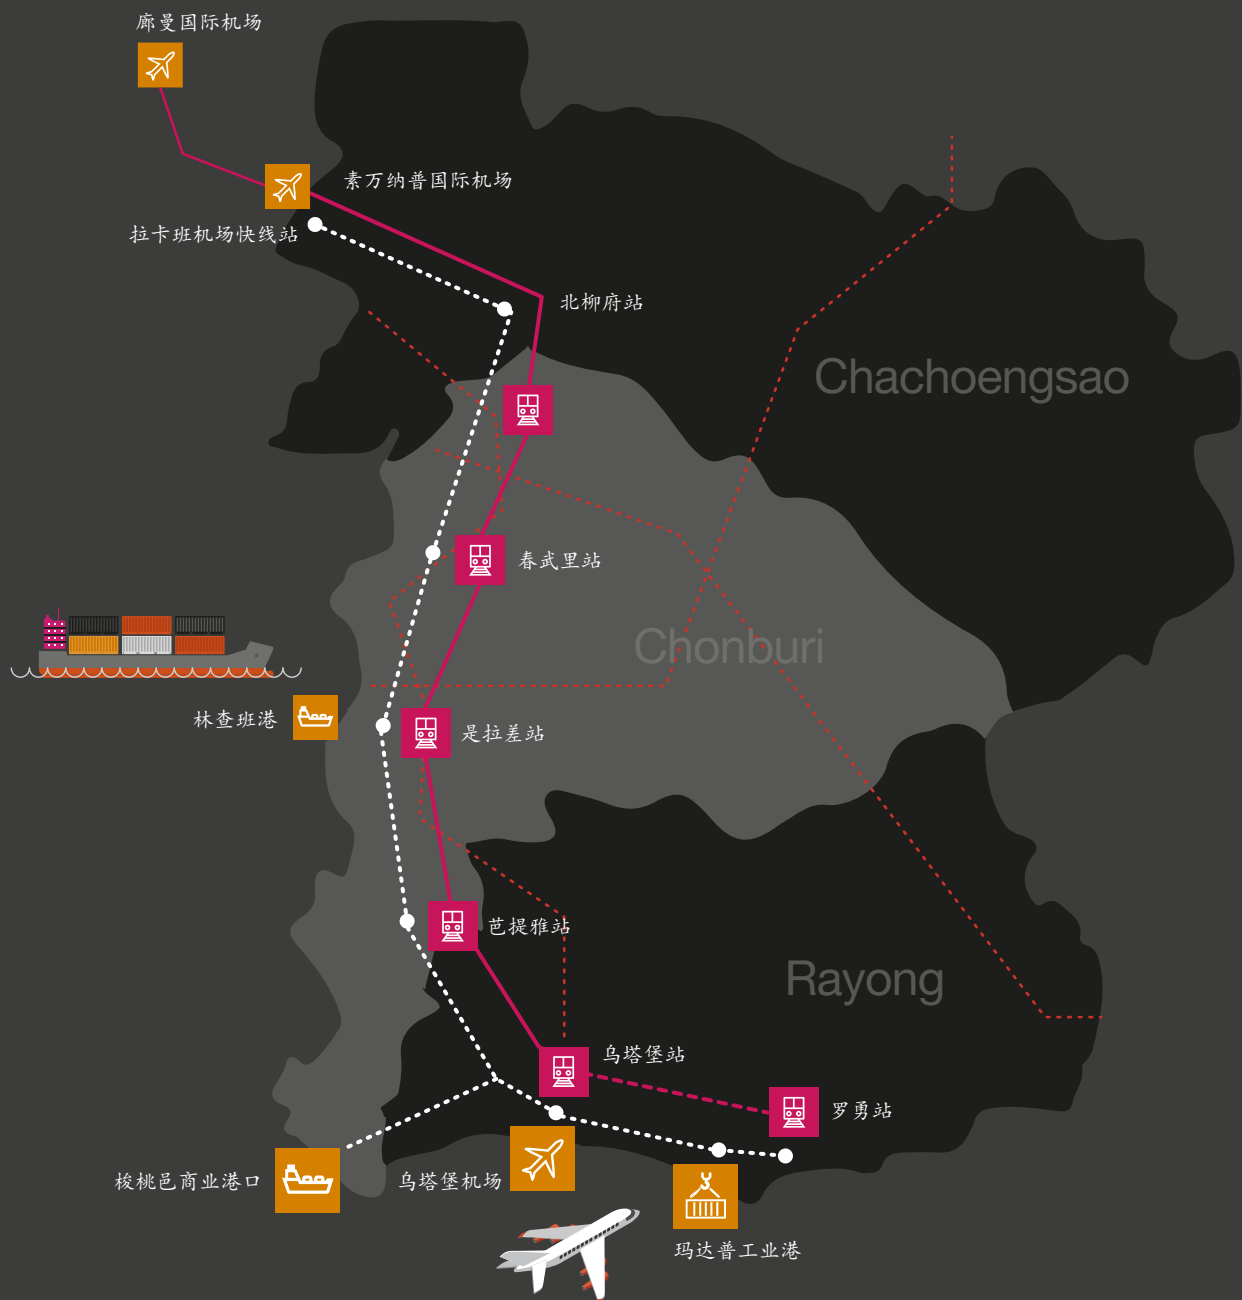 廊曼国际机场
素万纳普国际机场
拉卡班机场快线站
北柳府站
Chachoengsao
春武里站
Chonburi
林查班港
是拉差站
芭提雅站
Rayong
乌塔堡站
罗勇站
梭桃邑商业港口
乌塔堡机场
玛达普工业港